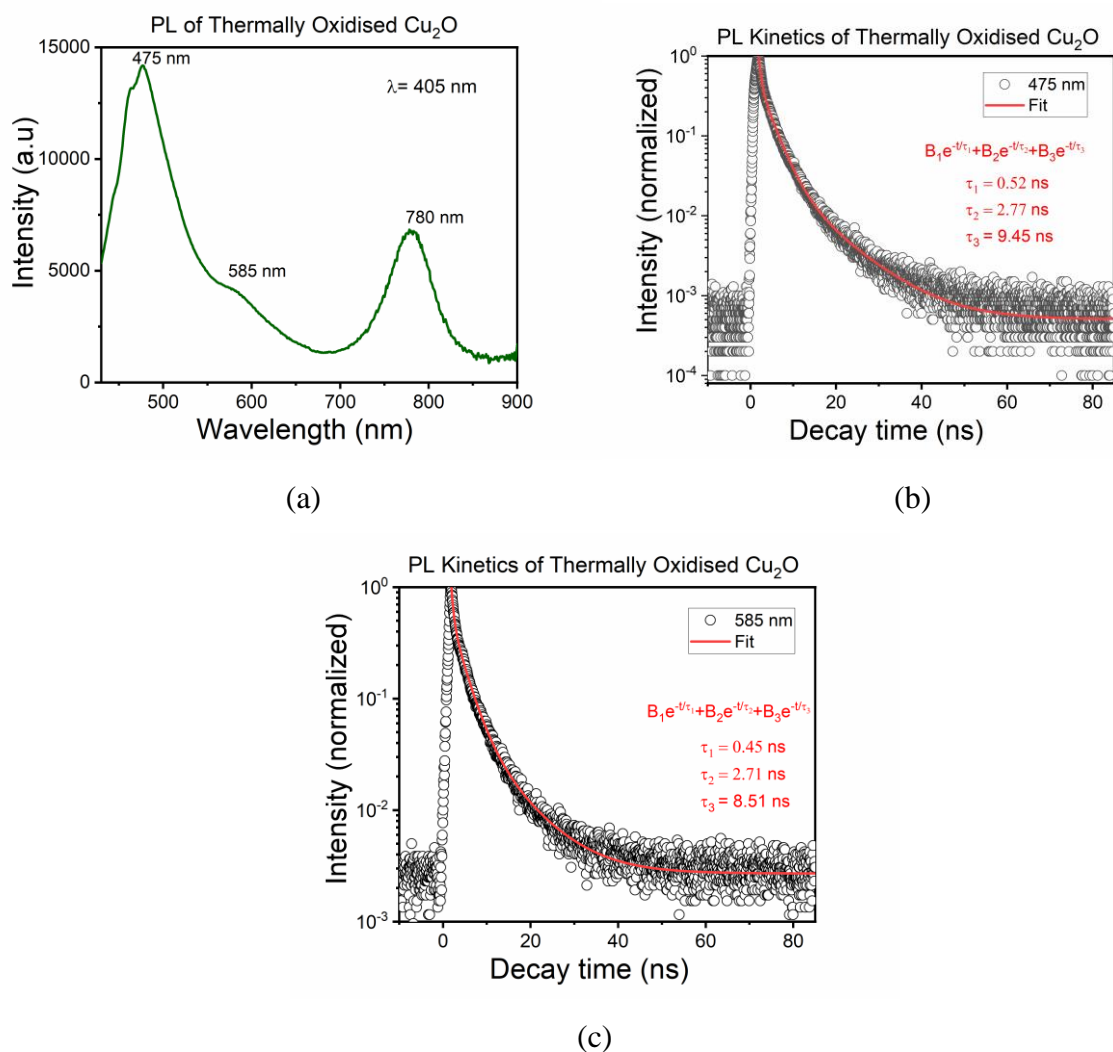 PL of Thermally Oxidised Cu₂O
15000
10000
5000
0
Intensity (a.u)
475 nm
585 nm
780 nm
λ= 405 nm
500
600
700
800
900
Wavelength (nm)
(a)
PL Kinetics of Thermally Oxidised Cu₂O
10⁰
10⁻¹
10⁻²
10⁻³
10⁻⁴
Intensity (normalized)
475 nm
Fit
B₁e^-t/τ₁+B₂e^-t/τ₂+B₃e^-t/τ₃
τ₁ = 0.52 ns
τ₂ = 2.77 ns
τ₃ = 9.45 ns
0
20
40
60
80
Decay time (ns)
(b)
PL Kinetics of Thermally Oxidised Cu₂O
10⁰
10⁻¹
10⁻²
10⁻³
Intensity (normalized)
585 nm
Fit
B₁e^-t/τ₁+B₂e^-t/τ₂+B₃e^-t/τ₃
τ₁ = 0.45 ns
τ₂ = 2.71 ns
τ₃ = 8.51 ns
0
20
40
60
80
Decay time (ns)
(c)